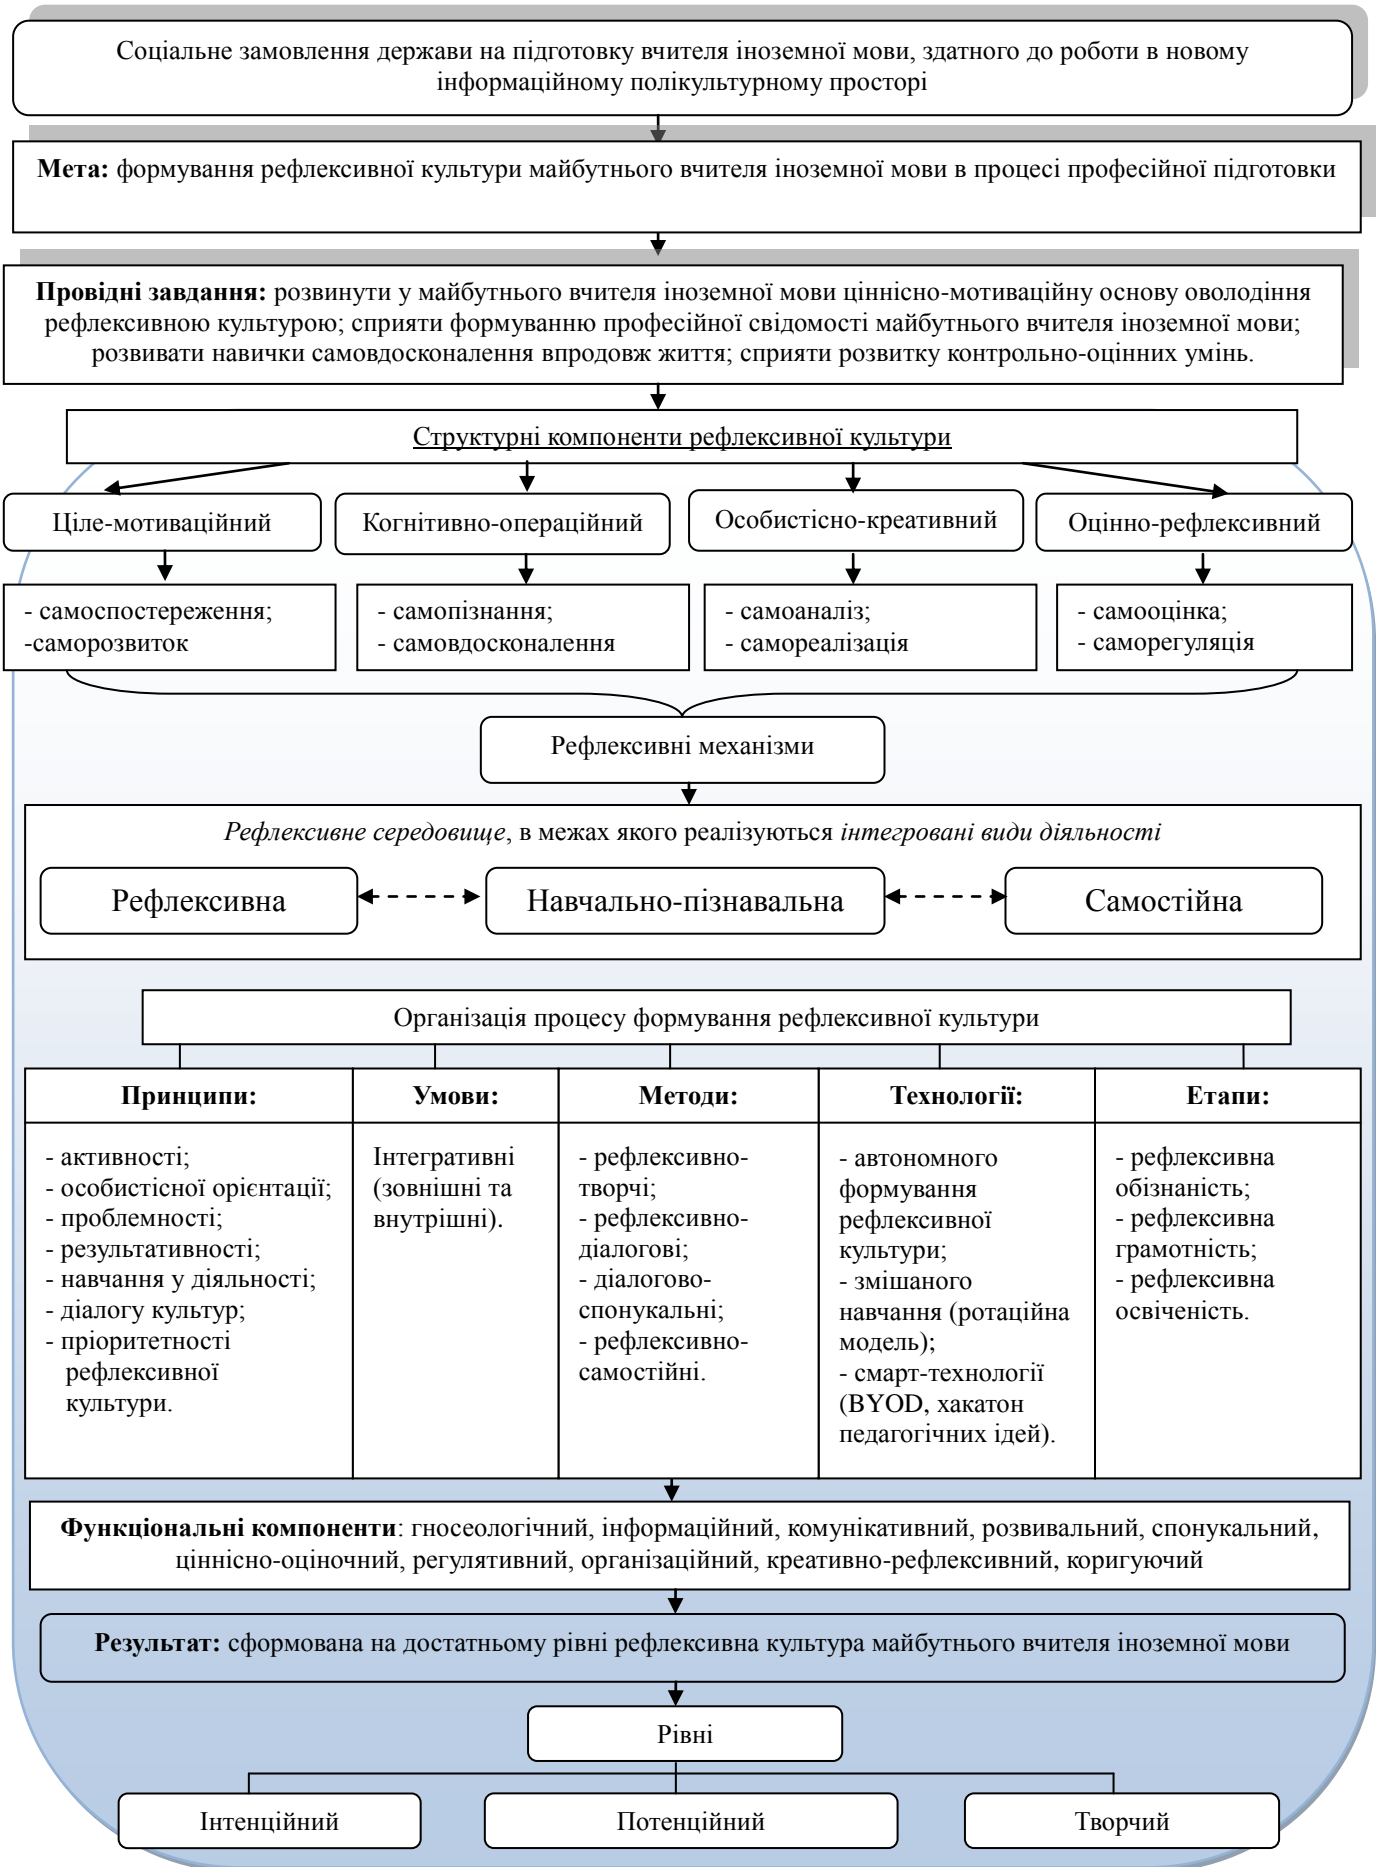 Соціальне замовлення держави на підготовку вчителя іноземної мови, здатного до роботи в новому
інформаційному полікультурному просторі
Мета: формування рефлексивної культури майбутнього вчителя іноземної мови в процесі професійної підготовки
Провідні завдання: розвинути у майбутнього вчителя іноземної мови ціннісно-мотиваційну основу оволодіння
рефлексивною культурою; сприяти формуванню професійної свідомості майбутнього вчителя іноземної мови;
розвивати навички самовдосконалення впродовж життя; сприяти розвитку контрольно-оцінних умінь.
Структурні компоненти рефлексивної культури
Ціле-мотиваційний
Когнітивно-операційний
Особистісно-креативний
Оцінно-рефлексивний
- самоспостереження;
-саморозвиток
- самопізнання;
- самовдосконалення
- самоаналіз;
- самореалізація
- самооцінка;
- саморегуляція
Рефлексивні механізми
Рефлексивне середовище, в межах якого реалізуються інтегровані види діяльності
Рефлексивна
Навчально-пізнавальна
Самостійна
Організація процесу формування рефлексивної культури
Принципи:
- активності;
- особистісної орієнтації;
- проблемності;
- результативності;
- навчання у діяльності;
- діалогу культур;
- пріоритетності
рефлексивної
культури.
Умови:
Інтегративні
(зовнішні та
внутрішні).
Методи:
- рефлексивно-
творчі;
- рефлексивно-
діалогові;
- діалогово-
спонукальні;
- рефлексивно-
самостійні.
Технології:
- автономного
формування
рефлексивної
культури;
- змішаного
навчання (ротаційна
модель);
- смарт-технології
(BYOD, хакатон
педагогічних ідей).
Етапи:
- рефлексивна
обізнаність;
- рефлексивна
грамотність;
- рефлексивна
освіченість.
Функціональні компоненти: гносеологічний, інформаційний, комунікативний, розвивальний, спонукальний,
ціннісно-оціночний, регулятивний, організаційний, креативно-рефлексивний, коригуючий
Результат: сформована на достатньому рівні рефлексивна культура майбутнього вчителя іноземної мови
Рівні
Інтенційний
Потенційний
Творчий